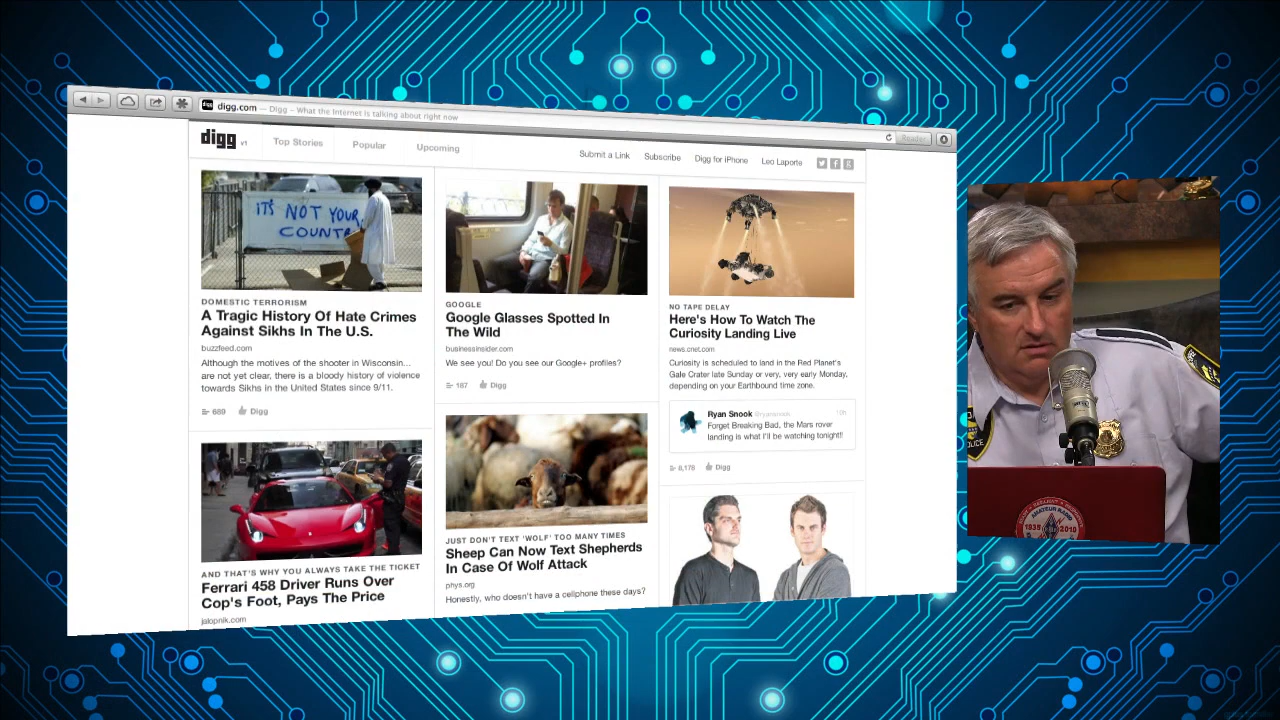 digg.com — Digg – What the Internet is talking about right now
Reader
digg v1
Top Stories
Popular
Upcoming
Submit a Link
Subscribe
Digg for iPhone
Leo Laporte
IT'S NOT YOUR
COUNTR
DOMESTIC TERRORISM
A Tragic History Of Hate Crimes
Against Sikhs In The U.S.
buzzfeed.com
Although the motives of the shooter in Wisconsin...
are not yet clear, there is a bloody history of violence
towards Sikhs in the United States since 9/11.
689 Digg
AND THAT'S WHY YOU ALWAYS TAKE THE TICKET
Ferrari 458 Driver Runs Over
Cop's Foot, Pays The Price
jalopnik.com
GOOGLE
Google Glasses Spotted In
The Wild
businessinsider.com
We see you! Do you see our Google+ profiles?
187 Digg
JUST DON'T TEXT 'WOLF' TOO MANY TIMES
Sheep Can Now Text Shepherds
In Case Of Wolf Attack
phys.org
Honestly, who doesn't have a cellphone these days?
NO TAPE DELAY
Here's How To Watch The
Curiosity Landing Live
news.cnet.com
Curiosity is scheduled to land in the Red Planet's
Gale Crater late Sunday or very, very early Monday,
depending on your Earthbound time zone.
Ryan Snook
Forget Breaking Bad, the Mars rover
landing is what I'll be watching tonight!!
8,178 Digg
AMATEUR RADIO
1935 2010